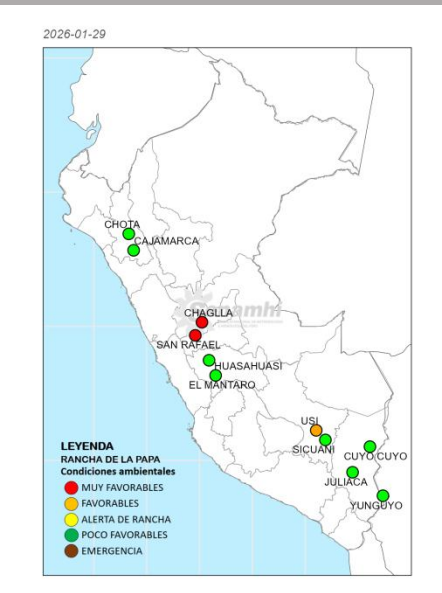 2026-01-29
CHOTA
CAJAMARCA
CHAGLLA
Senamhi
SAN RAFAEL
HUASAHUASI
EL MANTARO
USI
SICUANI
CUYO CUYO
JULIACA
YUNGUYO
LEYENDA
RANCHA DE LA PAPA
Condiciones ambientales
MUY FAVORABLES
FAVORABLES
ALERTA DE RANCHA
POCO FAVORABLES
EMERGENCIA